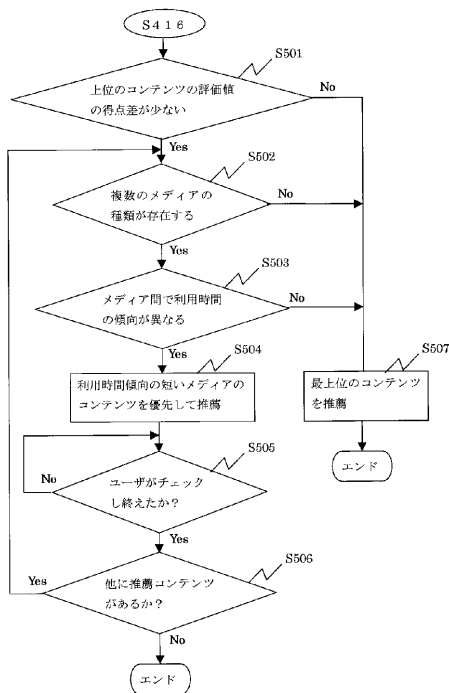 S416
S501
上位のコンテンツの評価値
の得点差が少ない
No
Yes
S502
複数のメディアの
種類が存在する
No
Yes
S503
メディア間で利用時間
の傾向が異なる
No
Yes
S504
利用時間傾向の短いメディアの
コンテンツを優先して推薦
S507
最上位のコンテンツ
を推薦
エンド
S505
ユーザがチェック
し終えたか？
No
Yes
S506
他に推薦コンテンツ
があるか？
Yes
No
エンド